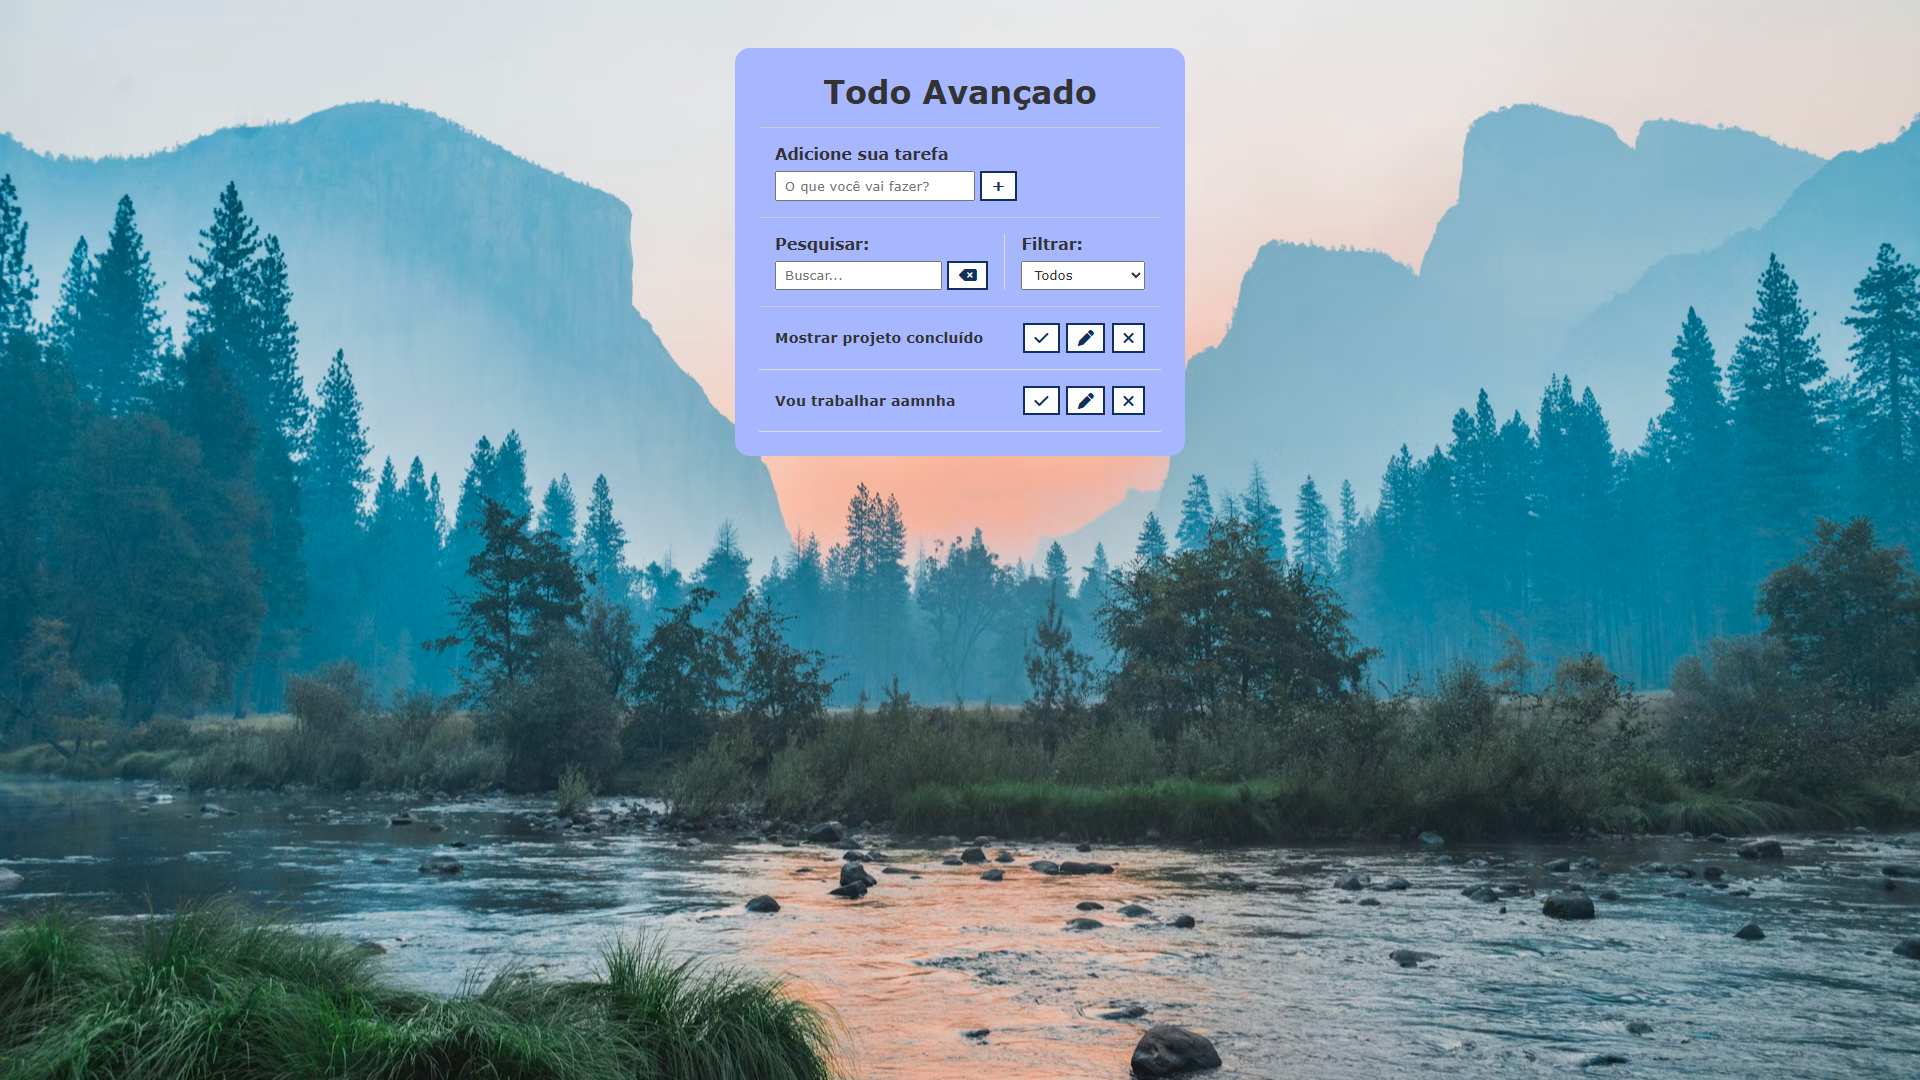 Todo Avançado
Adicione sua tarefa
O que você vai fazer?
Pesquisar:
Filtrar:
Buscar...
Todos
Mostrar projeto concluído
Vou trabalhar aamnha